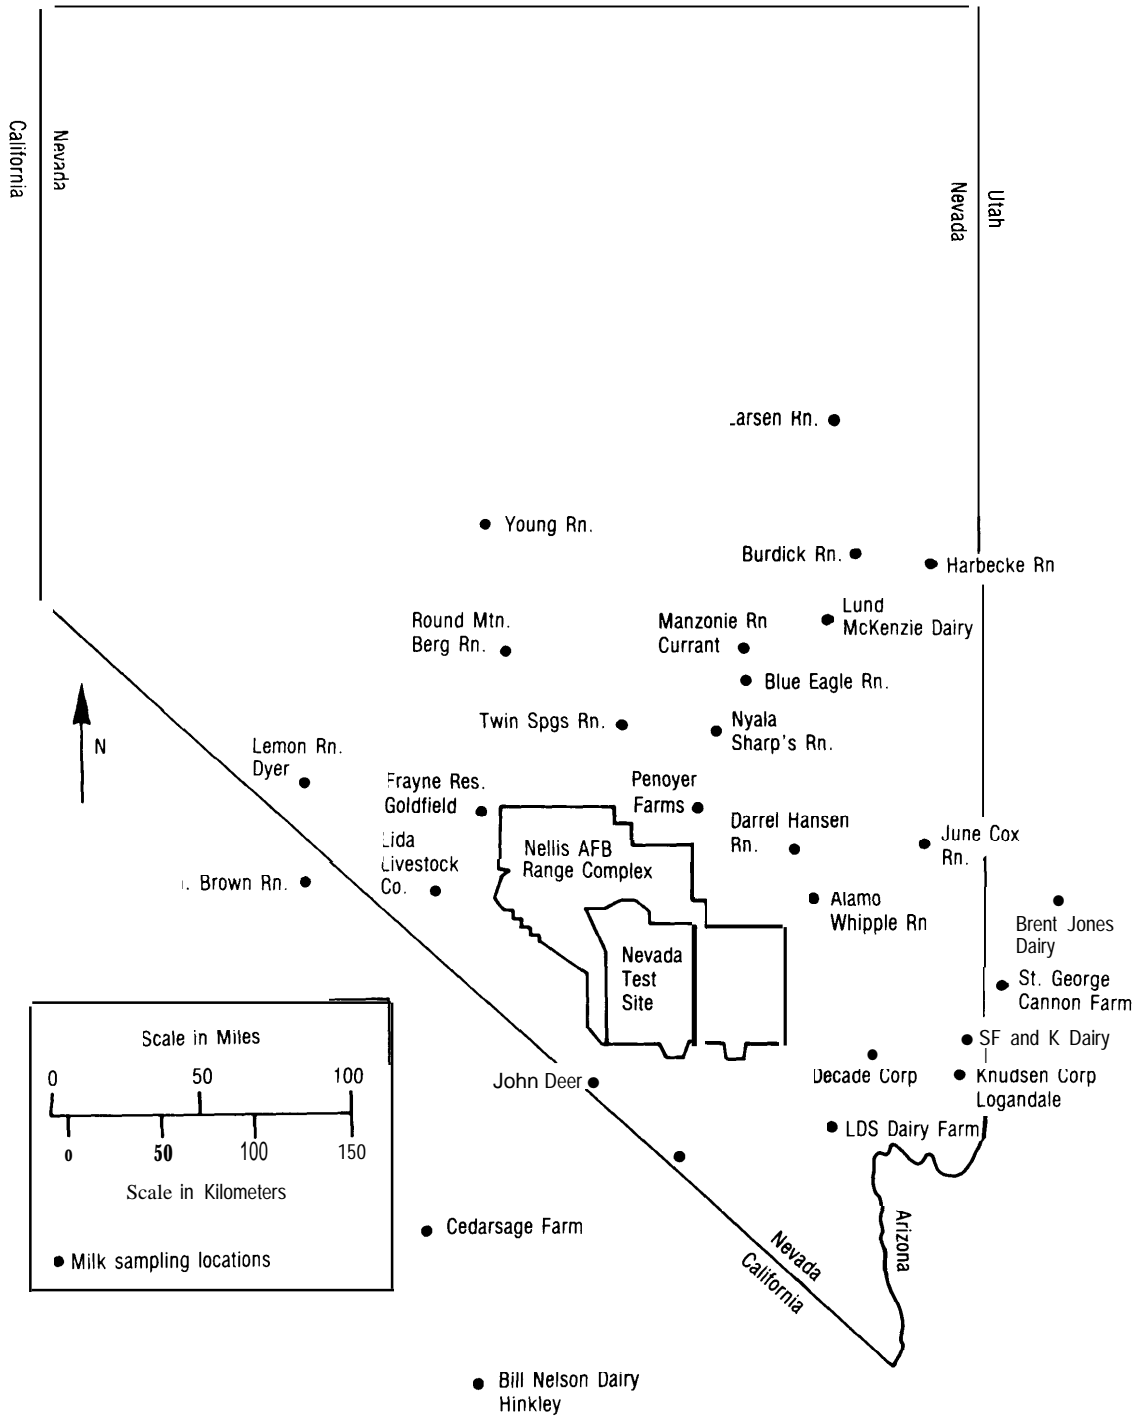 California
Nevada
Nevada
Utah
arsen Rn.
Young Rn.
Burdick Rn.
Harbecke Rn
Lund
McKenzie Dairy
Round Mtn.
Berg Rn.
Manzonie Rn
Currant
Blue Eagle Rn.
Twin Spgs Rn.
Nyala
Sharp's Rn.
N
Lemon Rn.
Dyer
Frayne Res.
Goldfield
Penoyer
Farms
Darrel Hansen
Rn.
June Cox
Rn.
Lida
Livestock
Co.
Nellis AFB
Range Complex
Brown Rn.
Alamo
Whipple Rn
Brent Jones
Dairy
Nevada
Test
Site
St. George
Cannon Farm
SF and K Dairy
John Deer
Decade Corp
Knudsen Corp
Logandale
LDS Dairy Farm
Arizona
Nevada
California
Cedarsage Farm
Bill Nelson Dairy
Hinkley
Scale in Miles
0 50 100
0 50 100 150
Scale in Kilometers
Milk sampling locations